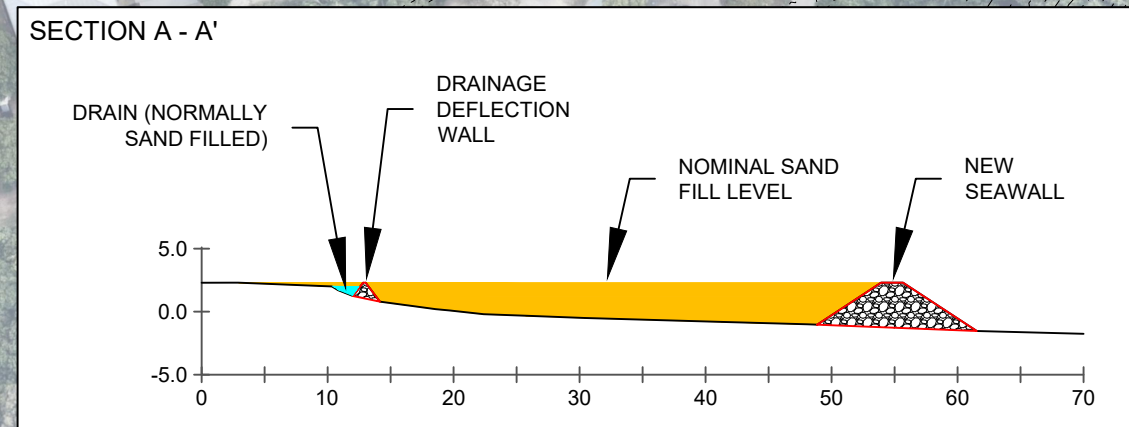 SECTION A - A'
DRAIN (NORMALLY
SAND FILLED)
DRAINAGE
DEFLECTION
WALL
NOMINAL SAND
FILL LEVEL
NEW
SEAWALL
5.0
0.0
-5.0
0 10 20 30 40 50 60 70